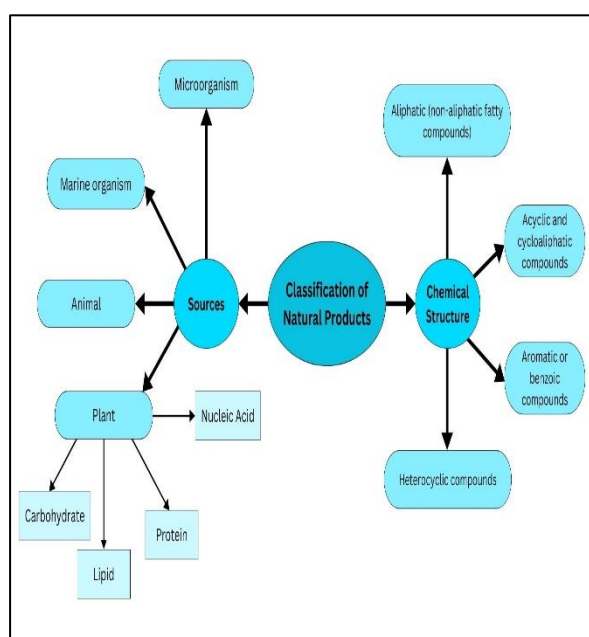 Microorganism
Aliphatic (non-aliphatic fatty
compounds)
Marine organism
Acyclic and
cycloaliphatic
compounds
Animal
Sources
Classification of
Natural Products
Chemical
Structure
Aromatic or
benzoic
compounds
Plant
Nucleic Acid
Heterocyclic compounds
Carbohydrate
Protein
Lipid